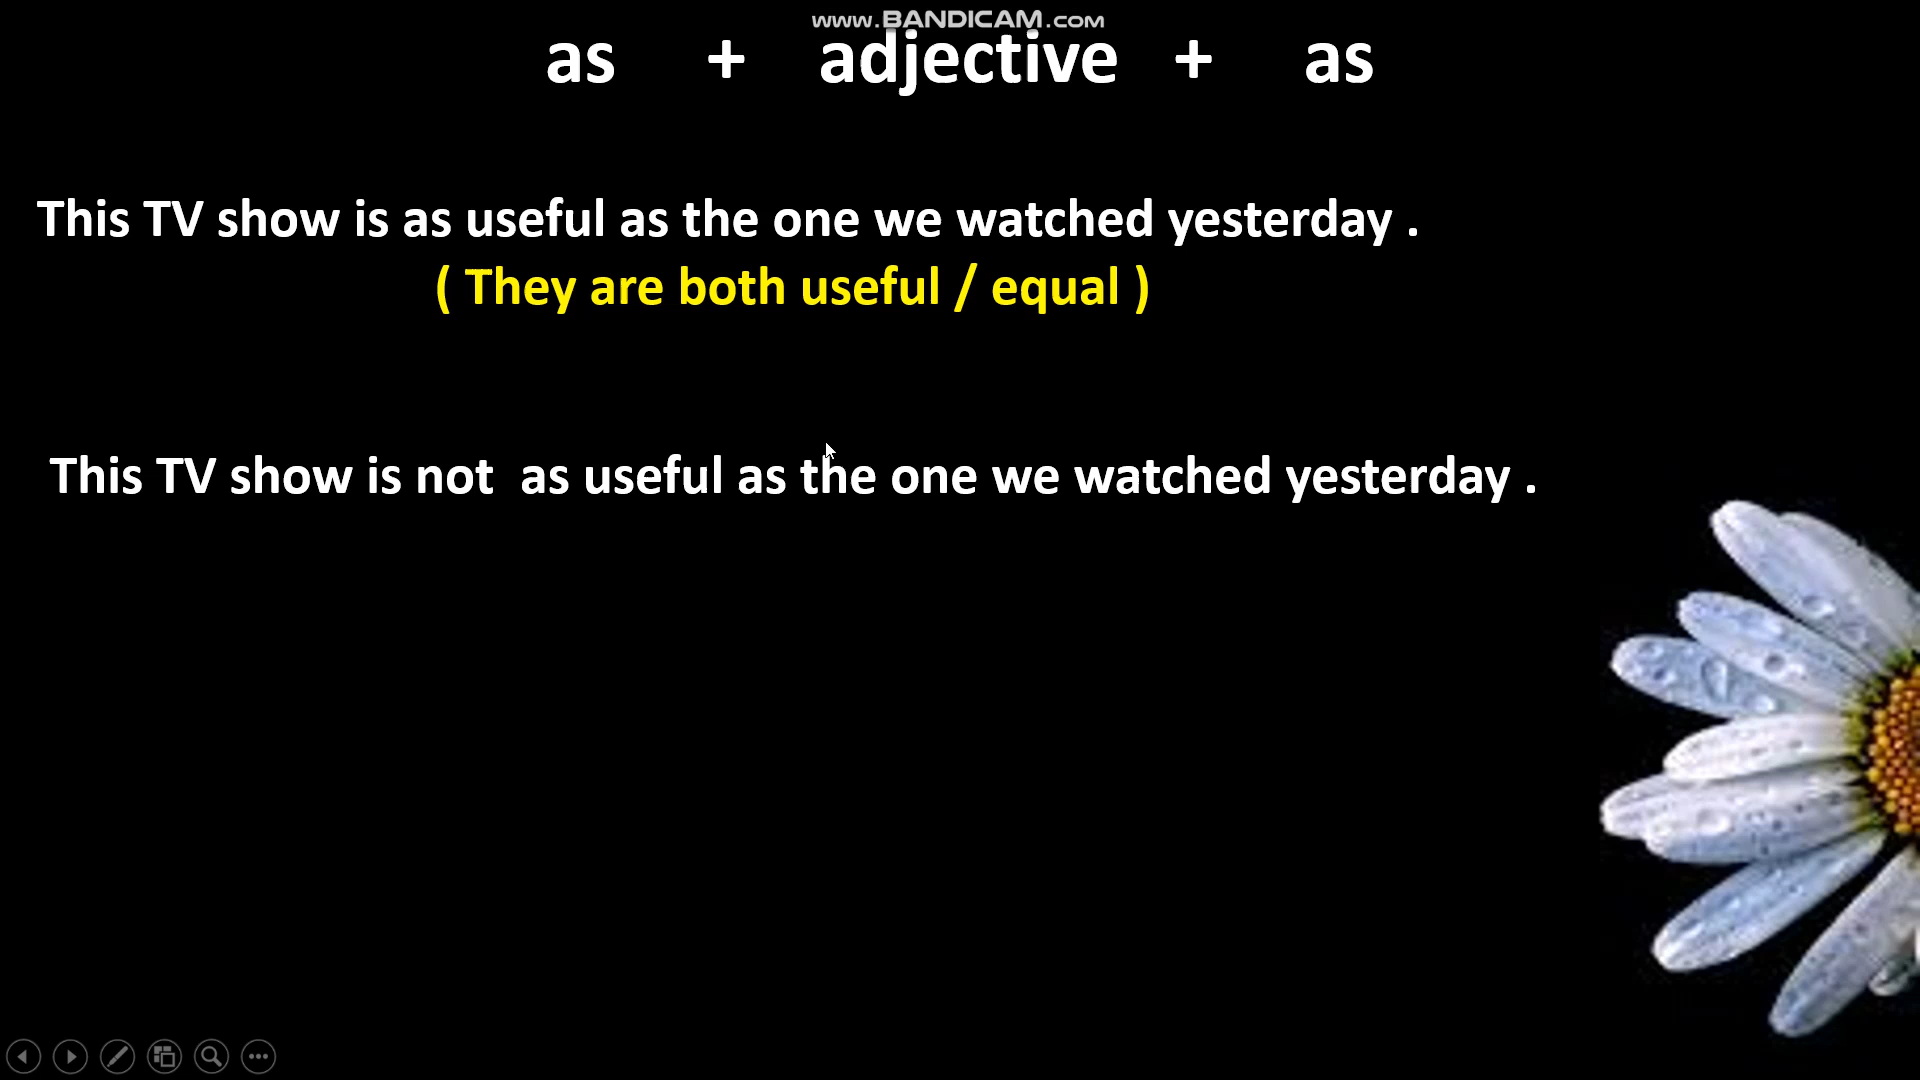 www.BANDICAM.com
as + adjective + as
This TV show is as useful as the one we watched yesterday .
( They are both useful / equal )
This TV show is not as useful as the one we watched yesterday .